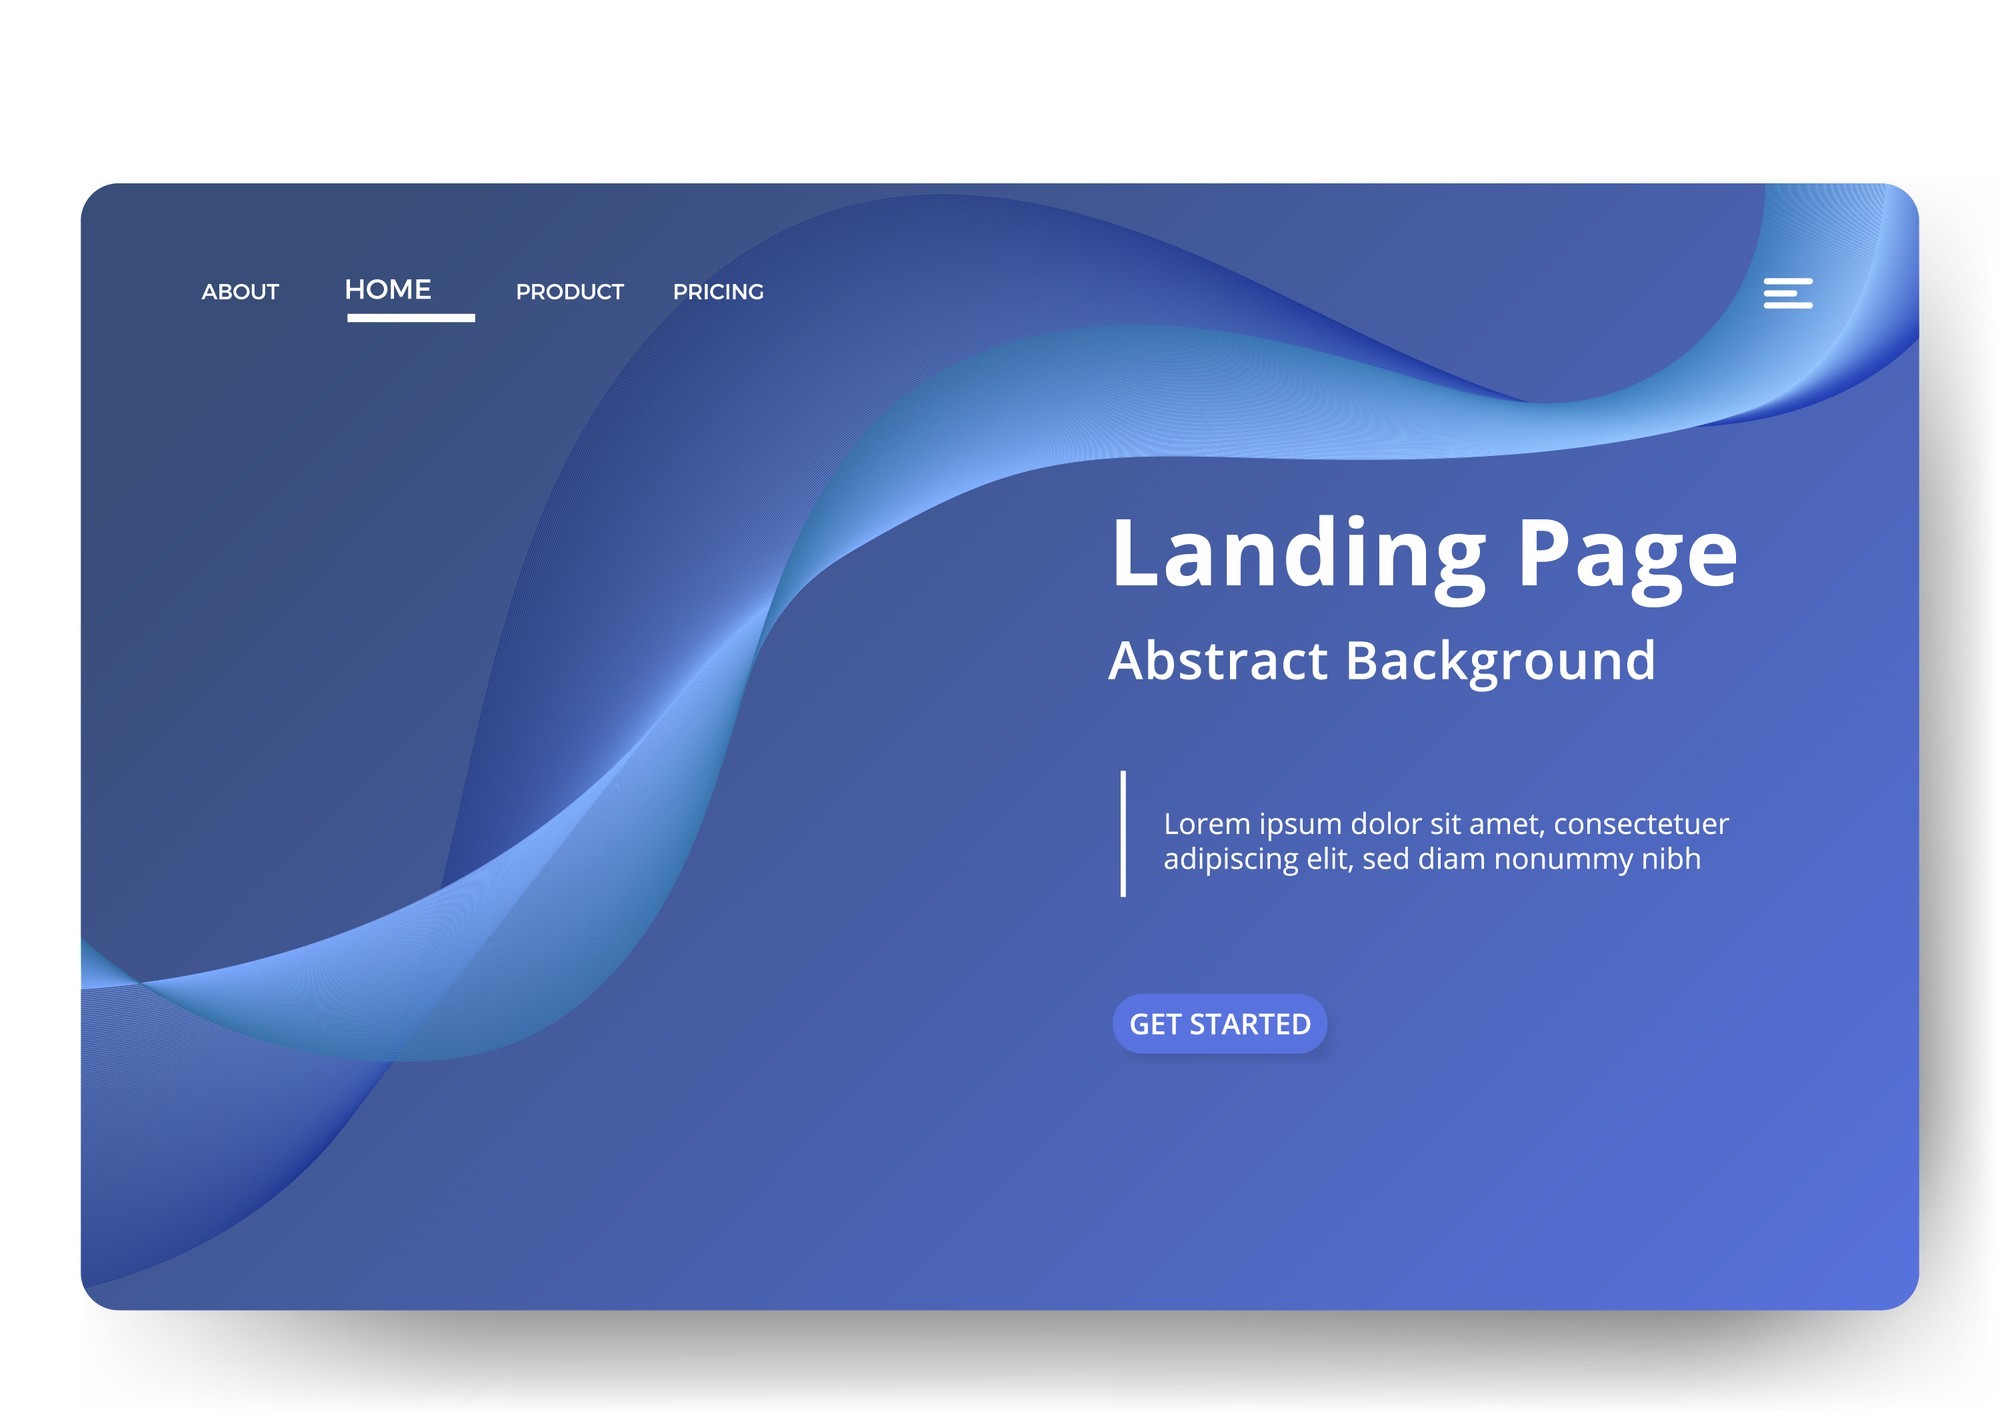 ABOUT HOME PRODUCT PRICING
Landing Page
Abstract Background
Lorem ipsum dolor sit amet, consectetuer
adipiscing elit, sed diam nonummy nibh
GET STARTED